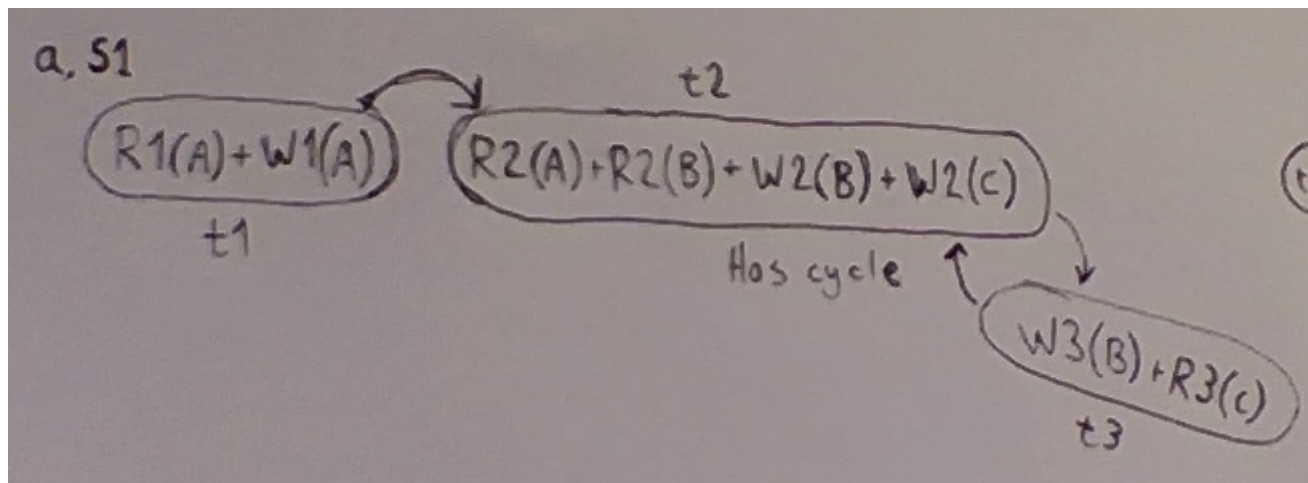 a, S1
t2
R1(A)+W1(A)
R2(A)+R2(B)+W2(B)+W2(C)
t1
Has cycle
W3(B)+R3(C)
t3